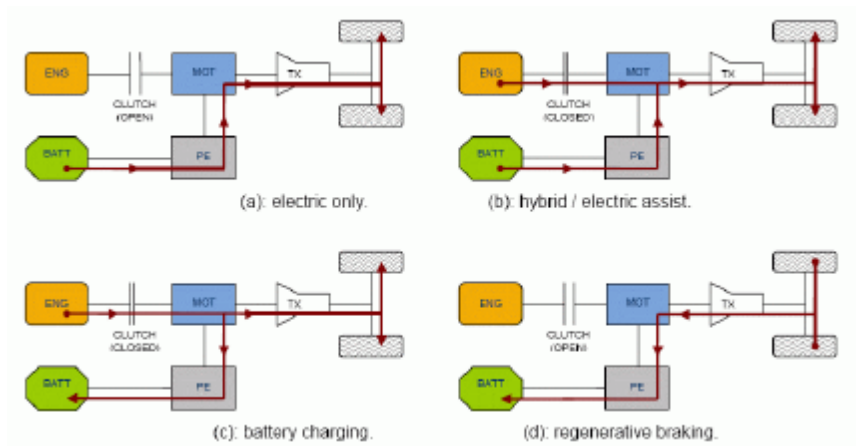 ENG
MOT
TX
CLUTCH
(OPEN)
BATT
PE
(a): electric only.
ENG
MOT
TX
CLUTCH
(CLOSED)
BATT
PE
(b): hybrid / electric assist.
ENG
MOT
TX
CLUTCH
(CLOSED)
BATT
PE
(c): battery charging.
ENG
MOT
TX
CLUTCH
(OPEN)
BATT
PE
(d): regenerative braking.